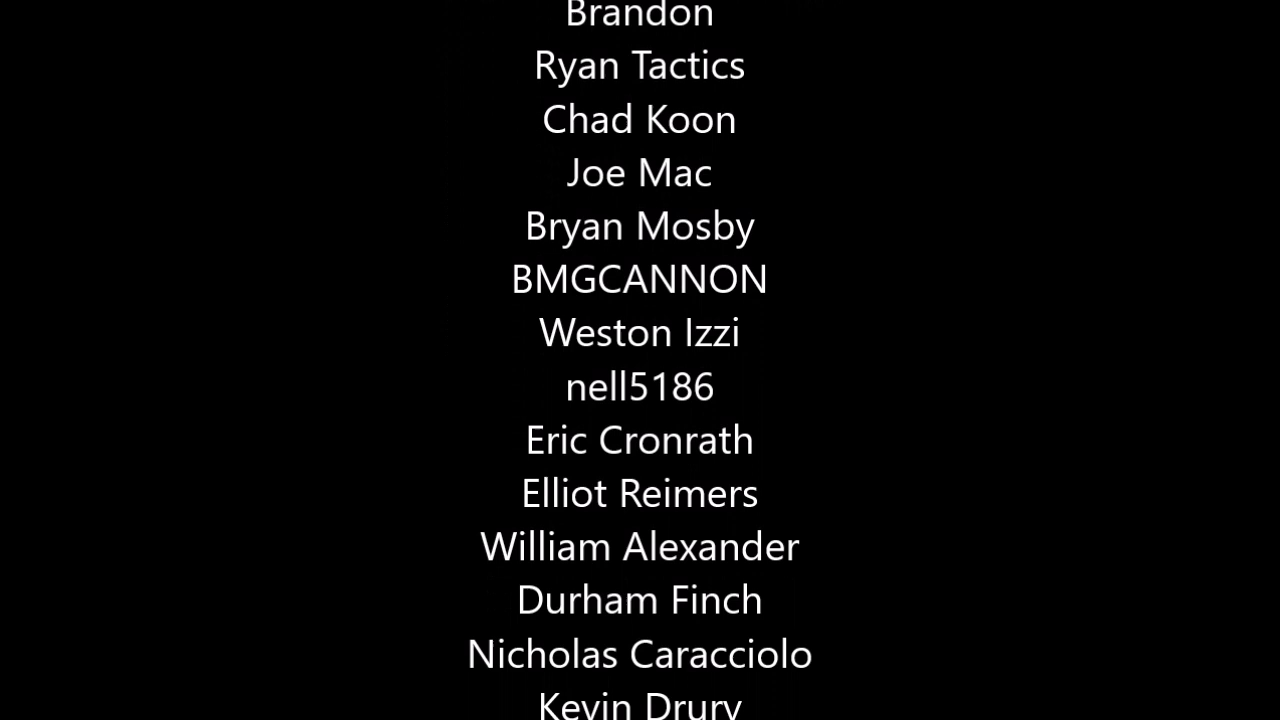 Brandon
Ryan Tactics
Chad Koon
Joe Mac
Bryan Mosby
BMGCANNON
Weston Izzi
nell5186
Eric Cronrath
Elliot Reimers
William Alexander
Durham Finch
Nicholas Caracciolo
Kevin Drury